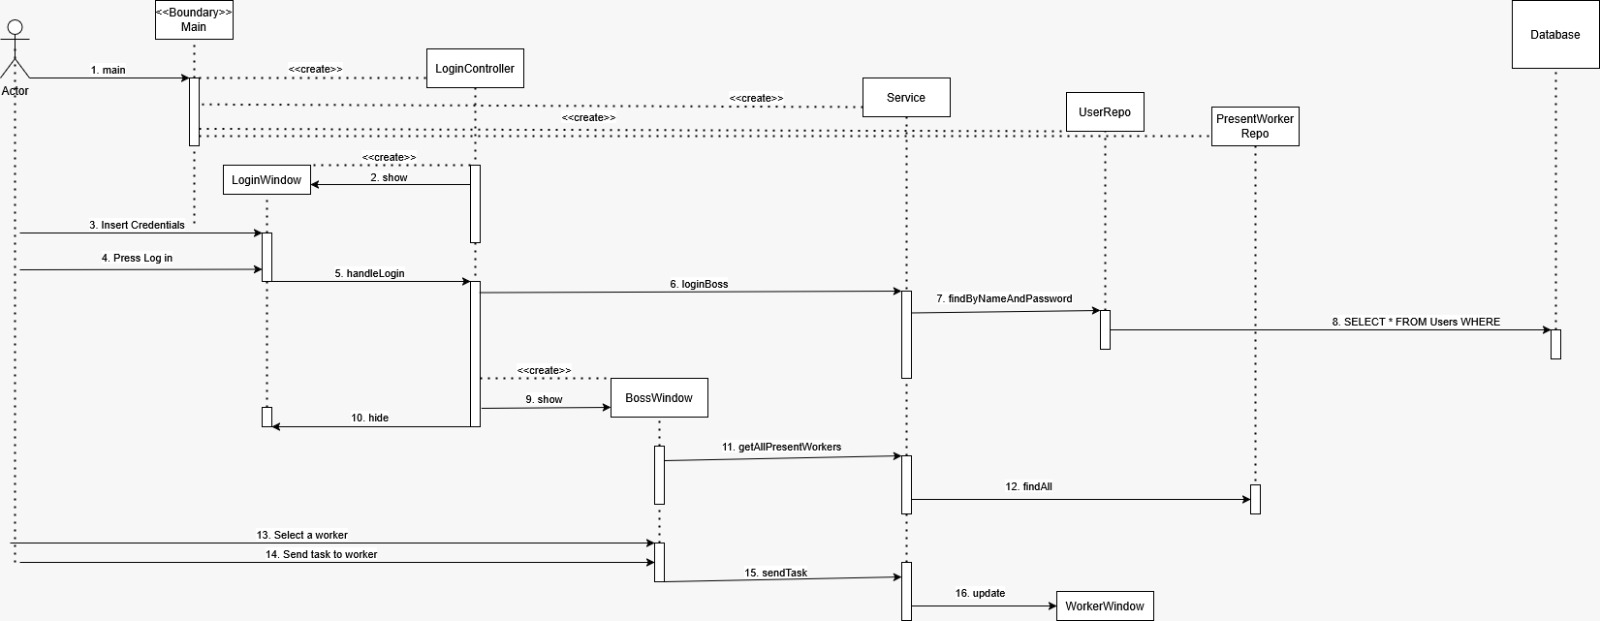 <<Boundary>>
Main
Database
LoginController
1. main
<<create>>
Actor
Service
<<create>>
UserRepo
<<create>>
PresentWorker
Repo
<<create>>
LoginWindow
2. show
3. Insert Credentials
4. Press Log in
5. handleLogin
6. loginBoss
7. findByNameAndPassword
8. SELECT * FROM Users WHERE
<<create>>
BossWindow
9. show
10. hide
11. getAllPresentWorkers
12. findAll
13. Select a worker
14. Send task to worker
15. sendTask
16. update
WorkerWindow